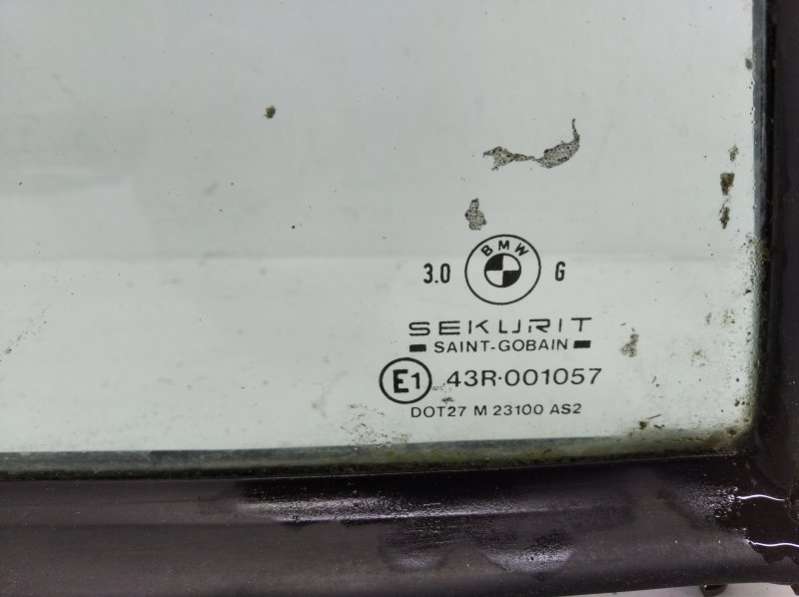 BMW
3.0 G
SEKURIT
SAINT-GOBAIN
E1 43R-001057
DOT27 M 23100 AS2